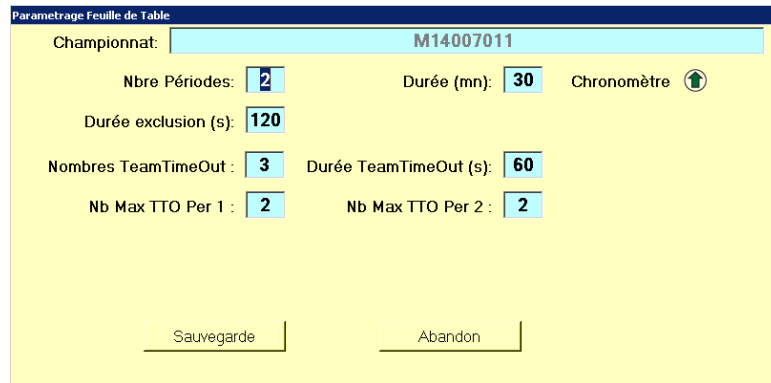 Parametrage Feuille de Table
Championnat: M14007011
Nbre Périodes: 2 Durée (mn): 30 Chronomètre
Durée exclusion (s): 120
Nombres TeamTimeOut : 3 Durée TeamTimeOut (s): 60
Nb Max TTO Per 1 : 2 Nb Max TTO Per 2 : 2
Sauvegarde Abandon